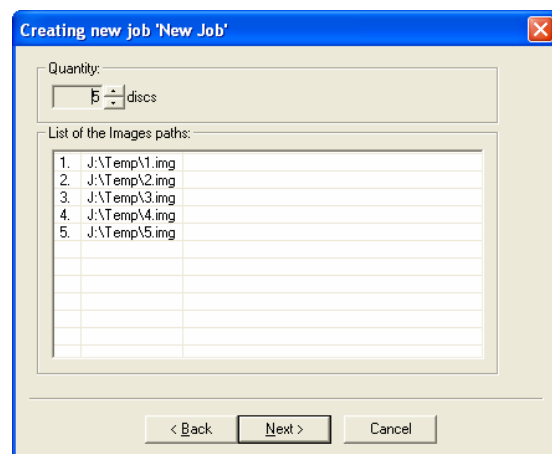 Creating new job 'New Job'
Quantity:
5 discs
List of the Images paths:
1. J:\Temp\1.img
2. J:\Temp\2.img
3. J:\Temp\3.img
4. J:\Temp\4.img
5. J:\Temp\5.img
< Back Next > Cancel